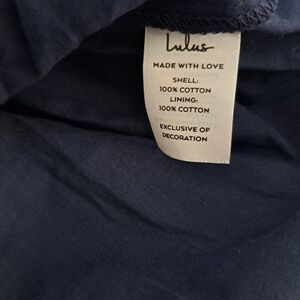 Lulus
MADE WITH LOVE
SHELL:
100% COTTON
LINING:
100% COTTON
EXCLUSIVE OF
DECORATION